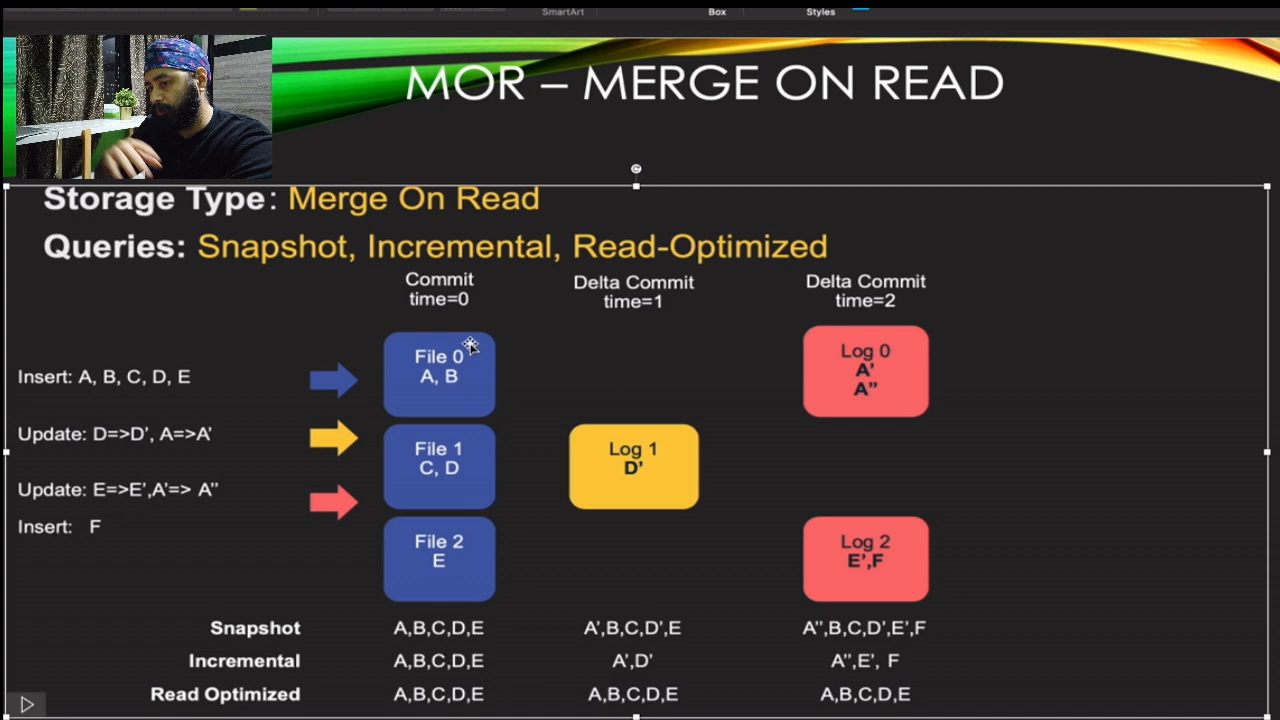 SmartArt Box Styles
MOR – MERGE ON READ
Storage Type: Merge On Read
Queries: Snapshot, Incremental, Read-Optimized
Commit
time=0
Delta Commit
time=1
Delta Commit
time=2
Insert: A, B, C, D, E
Update: D=>D’, A=>A’
Update: E=>E’,A’=> A”
Insert: F
File 0
A, B
File 1
C, D
File 2
E
Log 1
D’
Log 0
A’
A”
Log 2
E’,F
Snapshot A,B,C,D,E A’,B,C,D’,E A”,B,C,D’,E’,F
Incremental A,B,C,D,E A’,D’ A”,E’, F
Read Optimized A,B,C,D,E A,B,C,D,E A,B,C,D,E